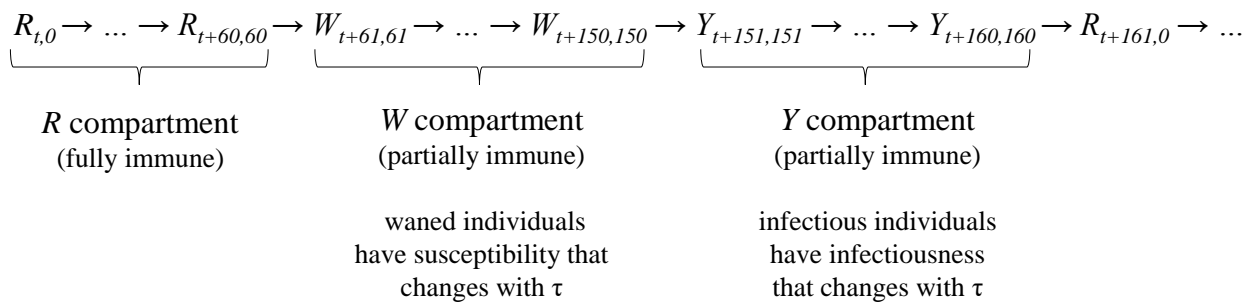 R_{t,0} → ... → R_{t+60,60} → W_{t+61,61} → ... → W_{t+150,150} → Y_{t+151,151} → ... → Y_{t+160,160} → R_{t+161,0} → ...
R compartment
(fully immune)
W compartment
(partially immune)
waned individuals
have susceptibility that
changes with τ
Y compartment
(partially immune)
infectious individuals
have infectiousness
that changes with τ